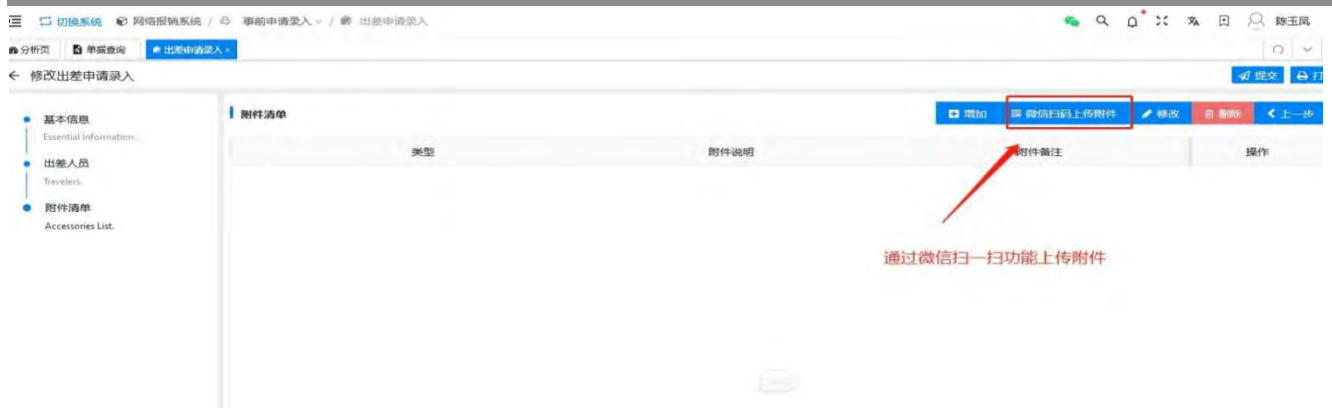 切换系统 网络报销系统 / 事前申请录入 / 出差申请录入 陈玉凤
分析页 单据查询 出差申请录入 ×
← 修改出差申请录入 提交 打
基本信息
Essential Information.
出差人员
Travelers.
附件清单
Accessories List.
附件清单 增加 微信扫码上传附件 修改 删除 上一步
类型 附件说明 附件备注 操作
通过微信扫一扫功能上传附件